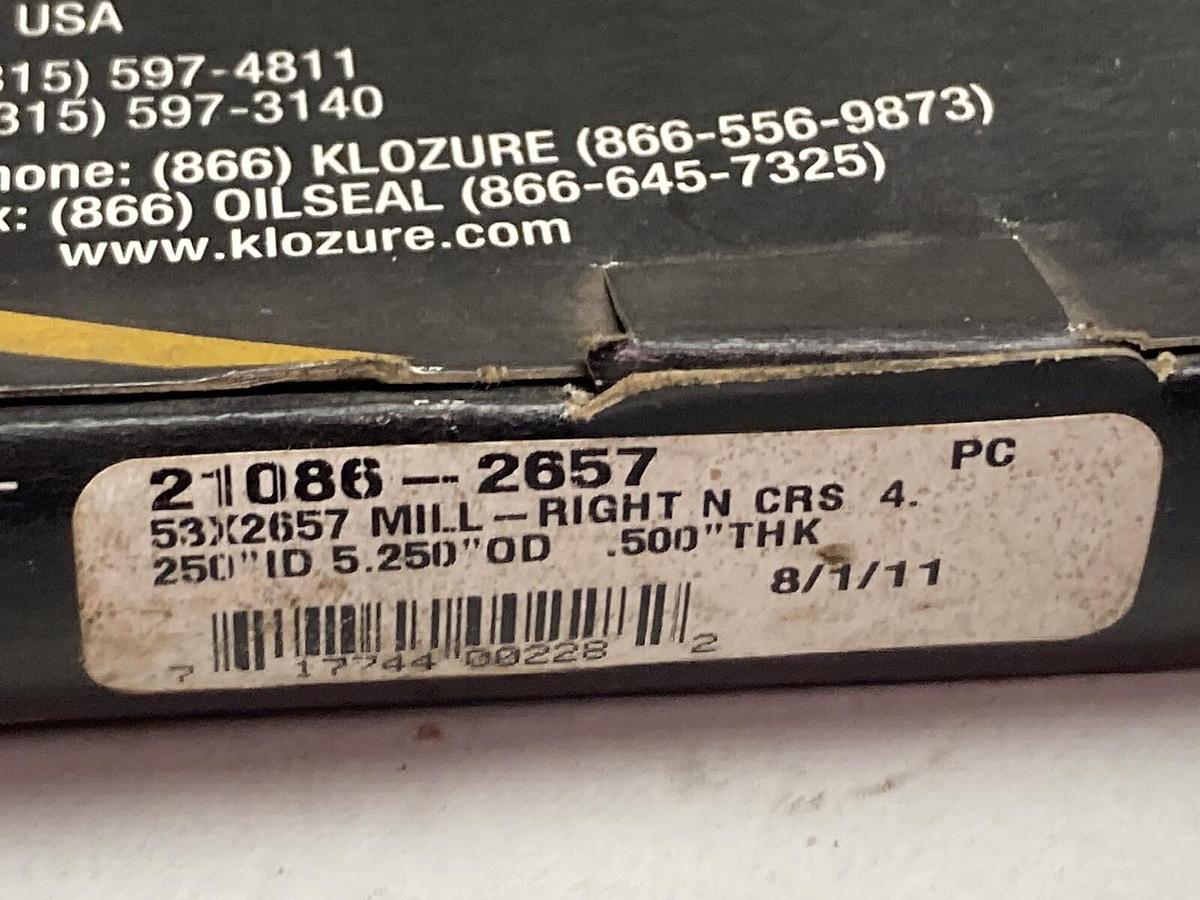 USA
315) 597-4811
315) 597-3140
hone: (866) KLOZURE (866-556-9873)
x: (866) OILSEAL (866-645-7325)
www.klozure.com
21086-2657 PC
53X2657 MILL-RIGHT N CRS 4.
250"ID 5.250"OD .500"THK
8/1/11
7 17744 00228 2